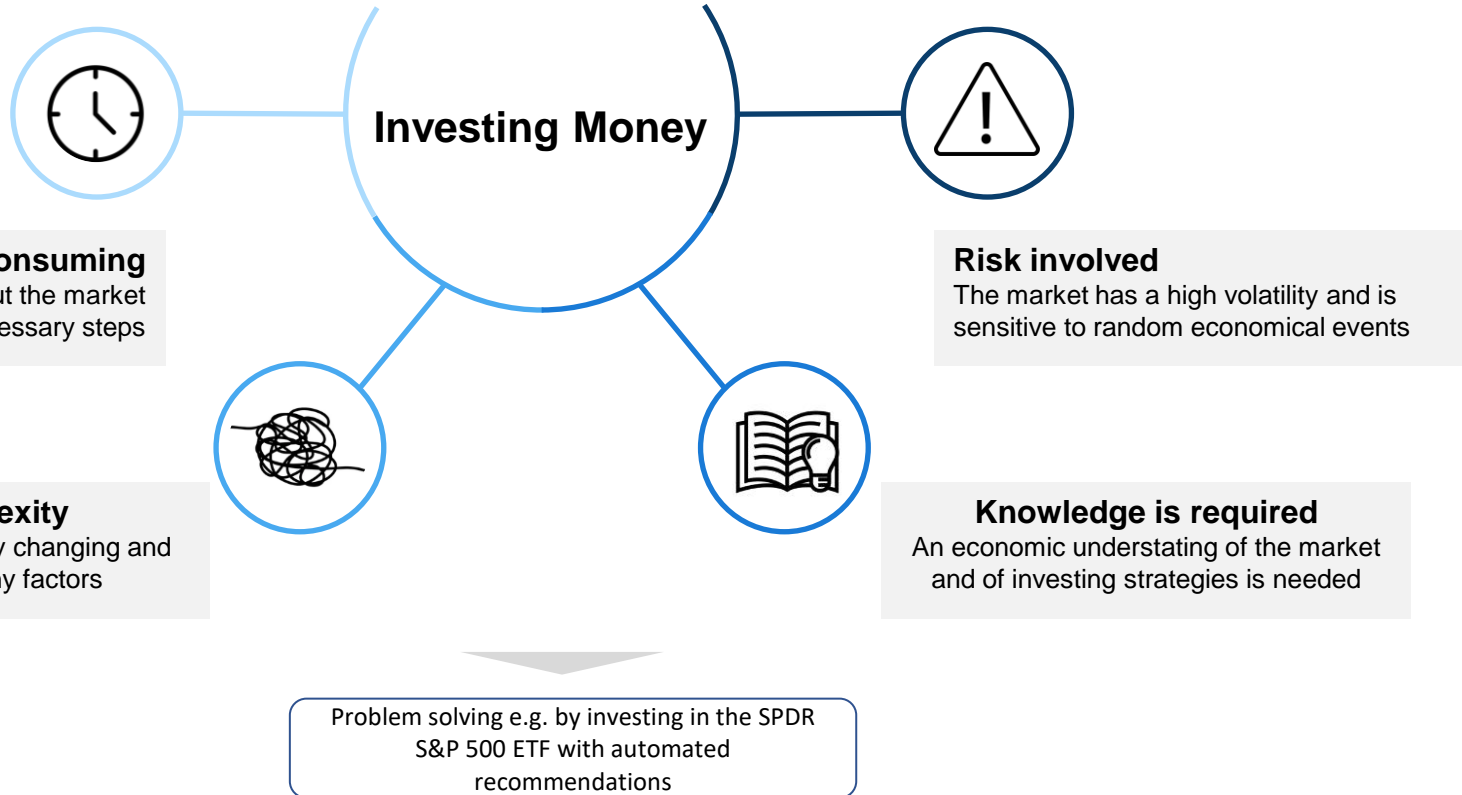 Investing Money
onsuming
ut the market
essary steps
Risk involved
The market has a high volatility and is
sensitive to random economical events
exity
y changing and
ny factors
Knowledge is required
An economic understating of the market
and of investing strategies is needed
Problem solving e.g. by investing in the SPDR
S&P 500 ETF with automated
recommendations